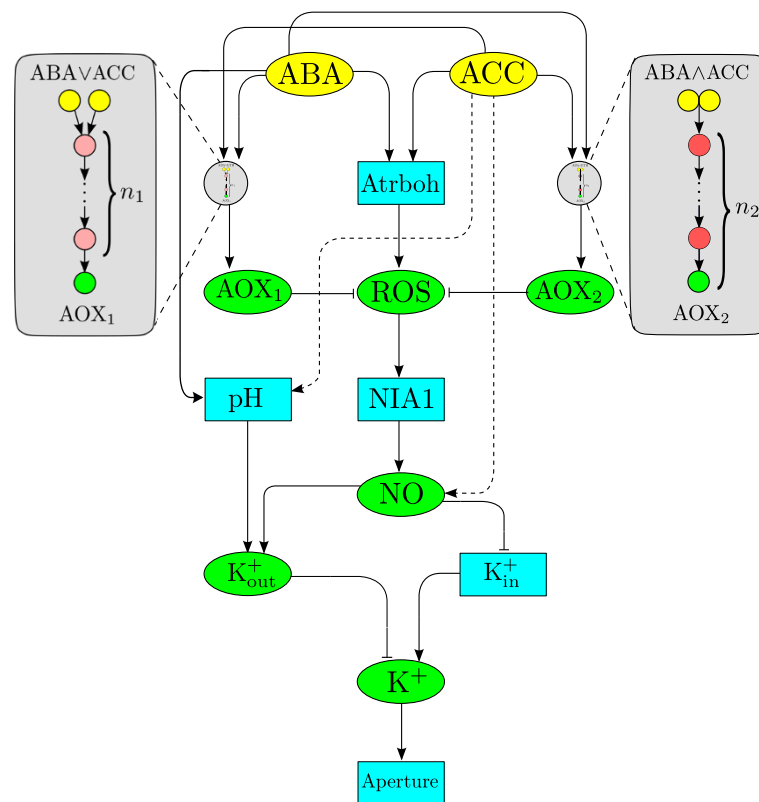 ABA∨ACC
n₁
AOX₁
ABA
ACC
ABA∧ACC
n₂
AOX₂
Atrboh
AOX₁
ROS
AOX₂
pH
NIA1
NO
K⁺out
K⁺in
K⁺
Aperture